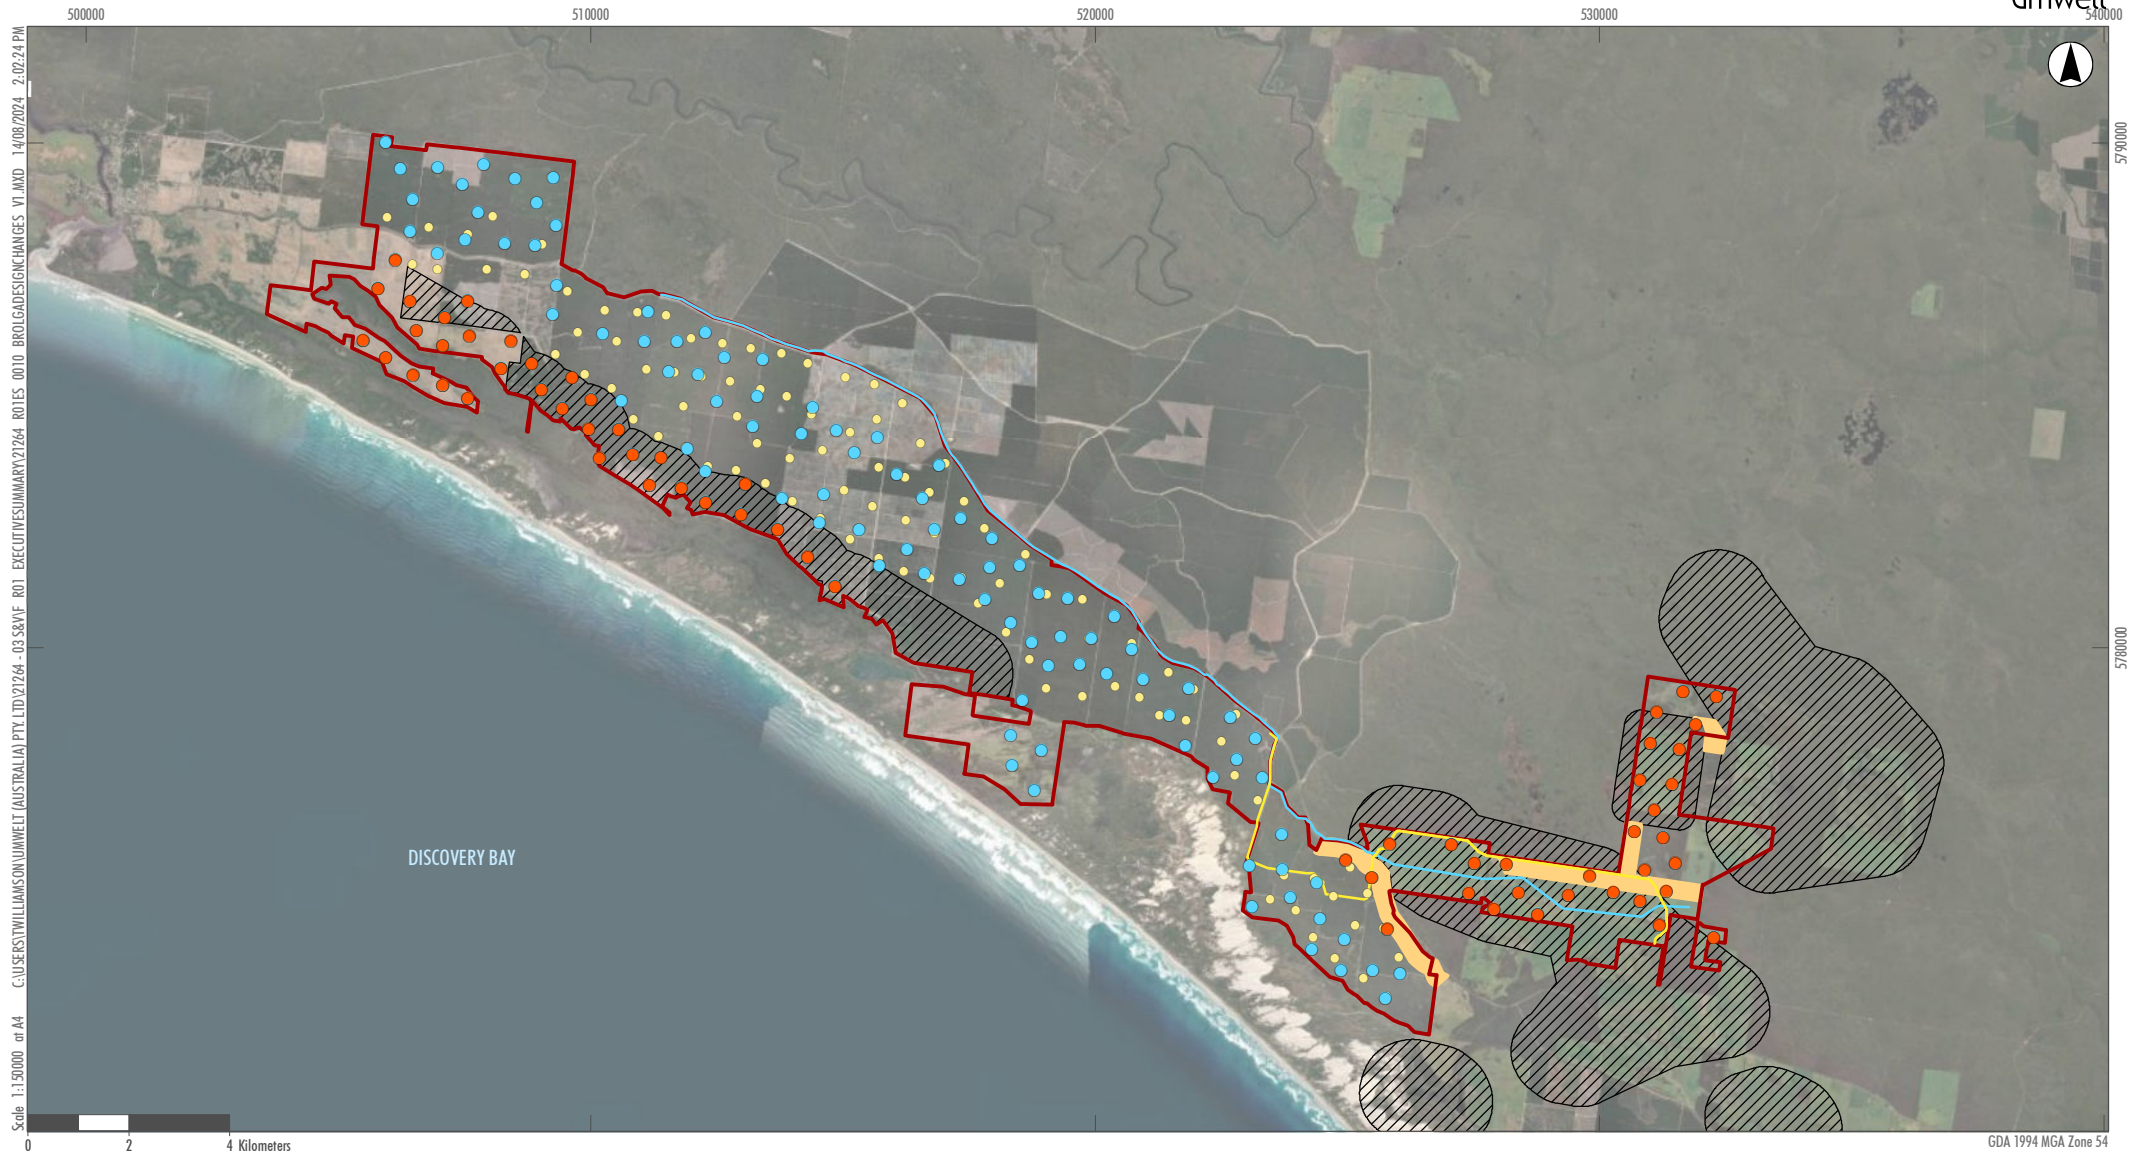 umwelt
500000 510000 520000 530000 540000
5790000
5780000
DISCOVERY BAY
C:\USERS\TWILLIAMSON\UMWELT (AUSTRALIA) PTY. LTD\21264 - 03 S&V\F R01 EXECUTIVESUMMARY\21264 R01ES 0010 BROLGADESIGNCHANGES V1.MXD 14/08/2024 2:02:24 PM
Scale 1:150000 at A4
0 2 4 Kilometers
GDA 1994 MGA Zone 54